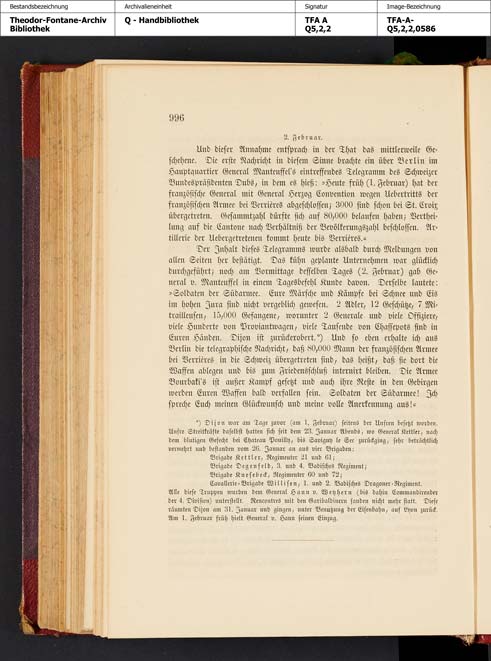 Bestandsbezeichnung
Archivalieneinheit
Signatur
Image-Bezeichnung
Theodor-Fontane-Archiv
Bibliothek
Q - Handbibliothek
TFA A
Q5,2,2
TFA-A-
Q5,2,2,0586
996
2. Februar.
Und dieser Annahme entsprach in der That das mittlerweile Ge-
schehene. Die erste Nachricht in diesem Sinne brachte ein über Berlin im
Hauptquartier General Manteuffel's eintreffendes Telegramm des Schweizer
Bundespräsidenten Dubs, in dem es hieß: »Heute früh (1. Februar) hat der
französische General mit General Herzog Convention wegen Uebertritts der
französischen Armee bei Verrières abgeschlossen; 3000 sind schon bei St. Croix
übergetreten. Gesammtzahl dürfte sich auf 80,000 belaufen haben; Verthei-
lung auf die Cantone nach Verhältniß der Bevölkerungszahl beschlossen. Ar-
tillerie der Uebergetretenen kommt heute bis Verrières.«
Der Inhalt dieses Telegramms wurde alsbald durch Meldungen von
allen Seiten her bestätigt. Das kühn geplante Unternehmen war glücklich
durchgeführt; noch am Vormittage desselben Tages (2. Februar) gab Ge-
neral v. Manteuffel in einem Tagesbefehl Kunde davon. Derselbe lautete:
»Soldaten der Südarmee. Eure Märsche und Kämpfe bei Schnee und Eis
im hohen Jura sind nicht vergeblich gewesen. 2 Adler, 12 Geschütze, 7 Mi-
trailleusen, 15,000 Gefangene, worunter 2 Generale und viele Offiziere,
viele Hunderte von Proviantwagen, viele Tausende von Chassepots sind in
Euren Händen. Dijon ist zurückerobert.*) Und so eben erhalte ich aus
Berlin die telegraphische Nachricht, daß 80,000 Mann der französischen Armee
bei Verrières in die Schweiz übergetreten sind, das heißt, daß sie dort die
Waffen ablegen und bis zum Friedensschluß internirt bleiben. Die Armee
Bourbaki's ist außer Kampf gesetzt und auch ihre Reste in den Gebirgen
werden Euren Waffen bald verfallen sein. Soldaten der Südarmee! Ich
spreche Euch meinen Glückwunsch und meine volle Anerkennung aus!«
*) Dijon war am Tage zuvor (am 1. Februar) seitens der Unsren besetzt worden.
Unsre Streitkräfte daselbst hatten sich seit dem 23. Januar Abends, wo General Kettler, nach
dem blutigen Gefecht bei Chateau Pouilly, bis Savigny le Sec zurückging, sehr beträchtlich
vermehrt und bestanden vom 26. Januar an aus vier Brigaden:
Brigade Kettler, Regimenter 21 und 61;
Brigade Degenfeld, 3. und 4. Badisches Regiment;
Brigade Knesebeck, Regimenter 60 und 72;
Cavallerie-Brigade Willisen, 1. und 2. Badisches Dragoner-Regiment.
Alle diese Truppen wurden dem General Hann v. Weyhern (bis dahin Commandirender
der 4. Division) unterstellt. Rencontres mit den Garibaldinern fanden nicht mehr statt. Diese
räumten Dijon am 31. Januar und gingen, unter Benutzung der Eisenbahn, auf Lyon zurück.
Am 1. Februar früh hielt General v. Hann seinen Einzug.